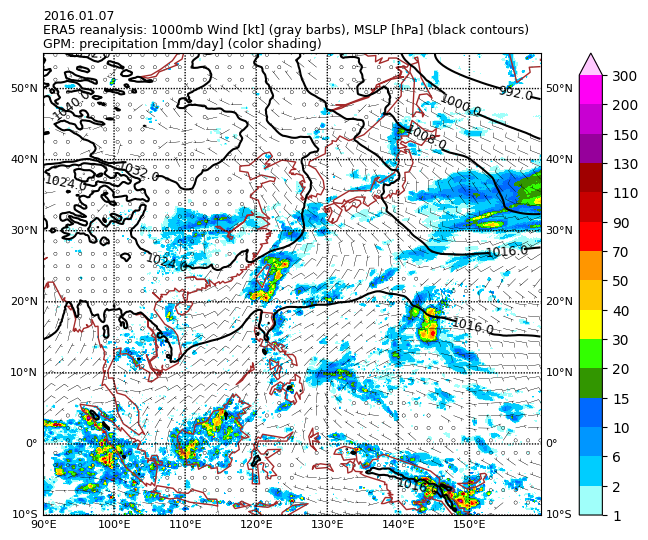 2016.01.07
ERA5 reanalysis: 1000mb Wind [kt] (gray barbs), MSLP [hPa] (black contours)
GPM: precipitation [mm/day] (color shading)
50°N
40°N
30°N
20°N
10°N
0°
10°S
90°E 100°E 110°E 120°E 130°E 140°E 150°E
50°N
40°N
30°N
20°N
10°N
0°
10°S
1040.0
1032.0
1024.0
1024.0
992.0
1000.0
1008.0
1016.0
1016.0
300
200
150
130
110
90
70
50
40
30
20
15
10
6
2
1